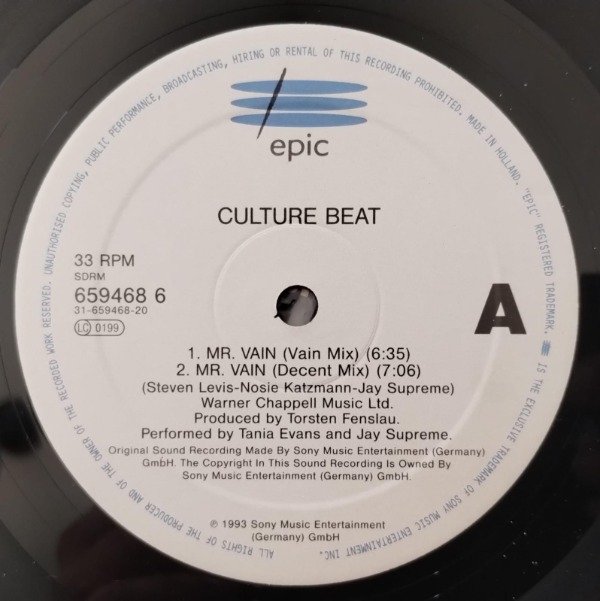 epic
CULTURE BEAT
33 RPM
SDRM
659468 6
31-659468-20
LC 0199
A
1. MR. VAIN (Vain Mix) (6:35)
2. MR. VAIN (Decent Mix) (7:06)
(Steven Levis-Nosie Katzmann-Jay Supreme)
Warner Chappell Music Ltd.
Produced by Torsten Fenslau.
Performed by Tania Evans and Jay Supreme.
Original Sound Recording Made By Sony Music Entertainment (Germany)
GmbH. The Copyright In This Sound Recording Is Owned By
Sony Music Entertainment (Germany) GmbH.
℗ 1993 Sony Music Entertainment
(Germany) GmbH
ALL RIGHTS OF THE PRODUCER AND OF THE OWNER OF THE RECORDED WORK RESERVED. UNAUTHORISED COPYING, PUBLIC PERFORMANCE, BROADCASTING, HIRING OR RENTAL OF THIS RECORDING PROHIBITED. MADE IN HOLLAND. "EPIC" REGISTERED TRADEMARK. IS THE EXCLUSIVE TRADEMARK OF SONY MUSIC ENTERTAINMENT INC.